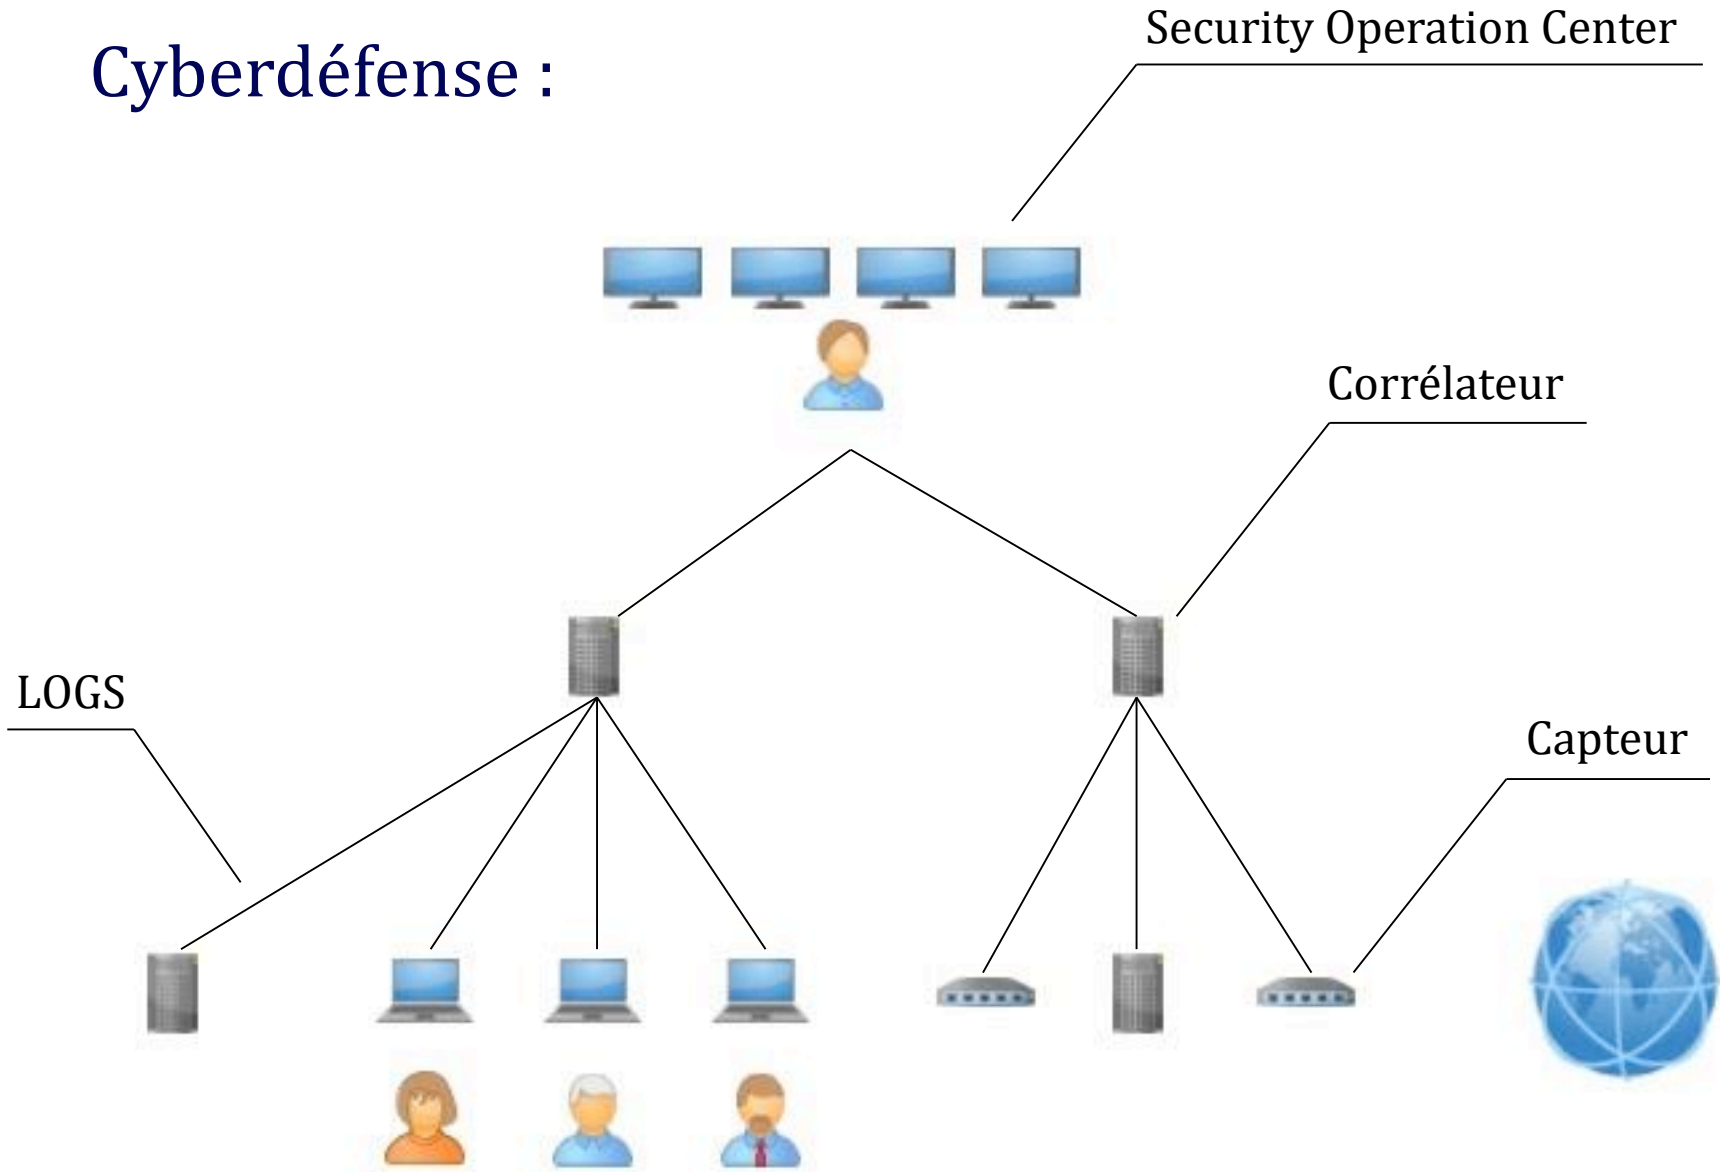 Security Operation Center
Cyberdéfense :
Corrélateur
LOGS
Capteur